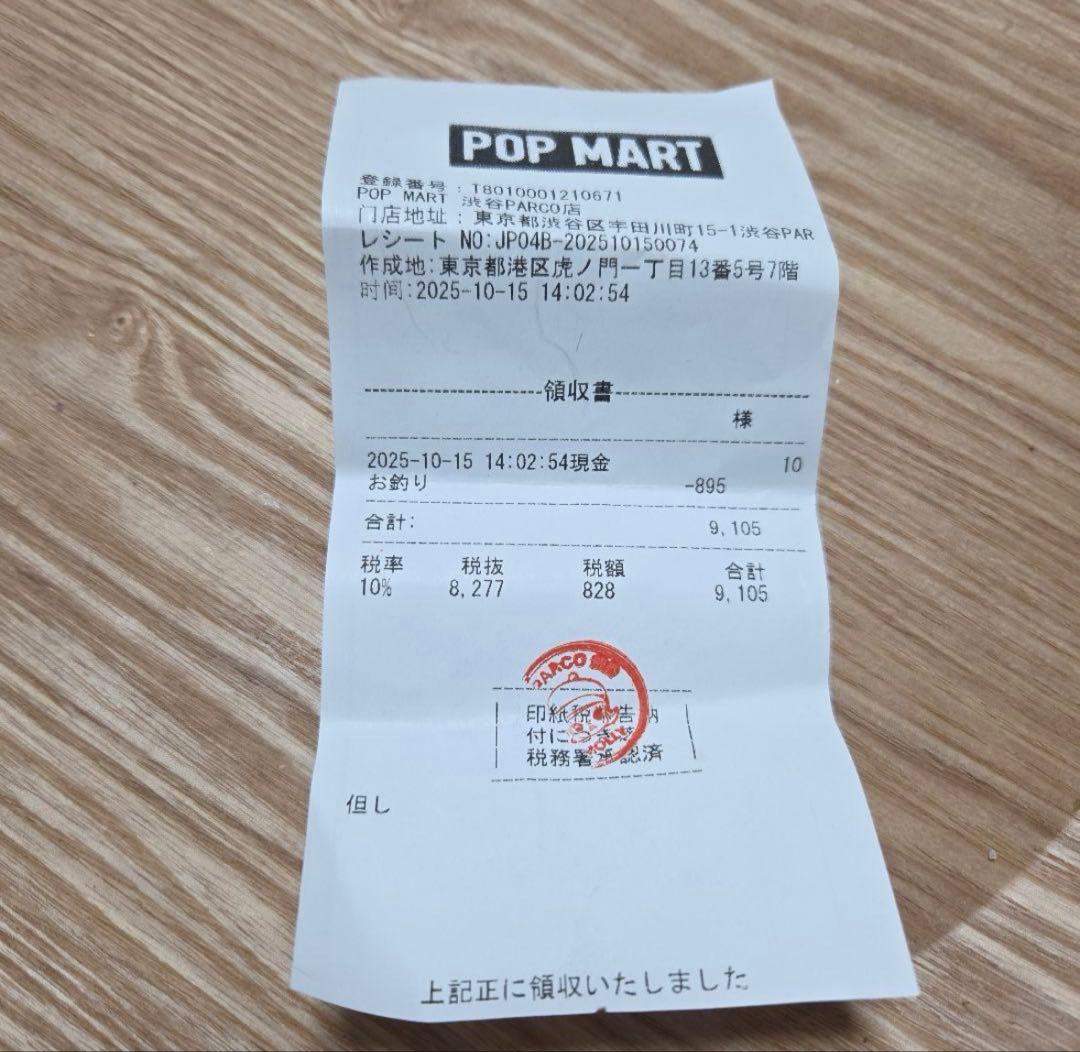 POP MART
登録番号：T8010001210671
POP MART 渋谷PARCO店
门店地址：東京都渋谷区宇田川町15-1渋谷PAR
レシート NO:JP04B-202510150074
作成地:東京都港区虎ノ門一丁目13番5号7階
时间:2025-10-15 14:02:54
領収書
様
2025-10-15 14:02:54現金 10
お釣り -895
合計: 9,105
税率 税抜 税額 合計
10% 8,277 828 9,105
PARCO
印紙税申告納
付につき
税務署承認済
MOLLY
但し
上記正に領収いたしました